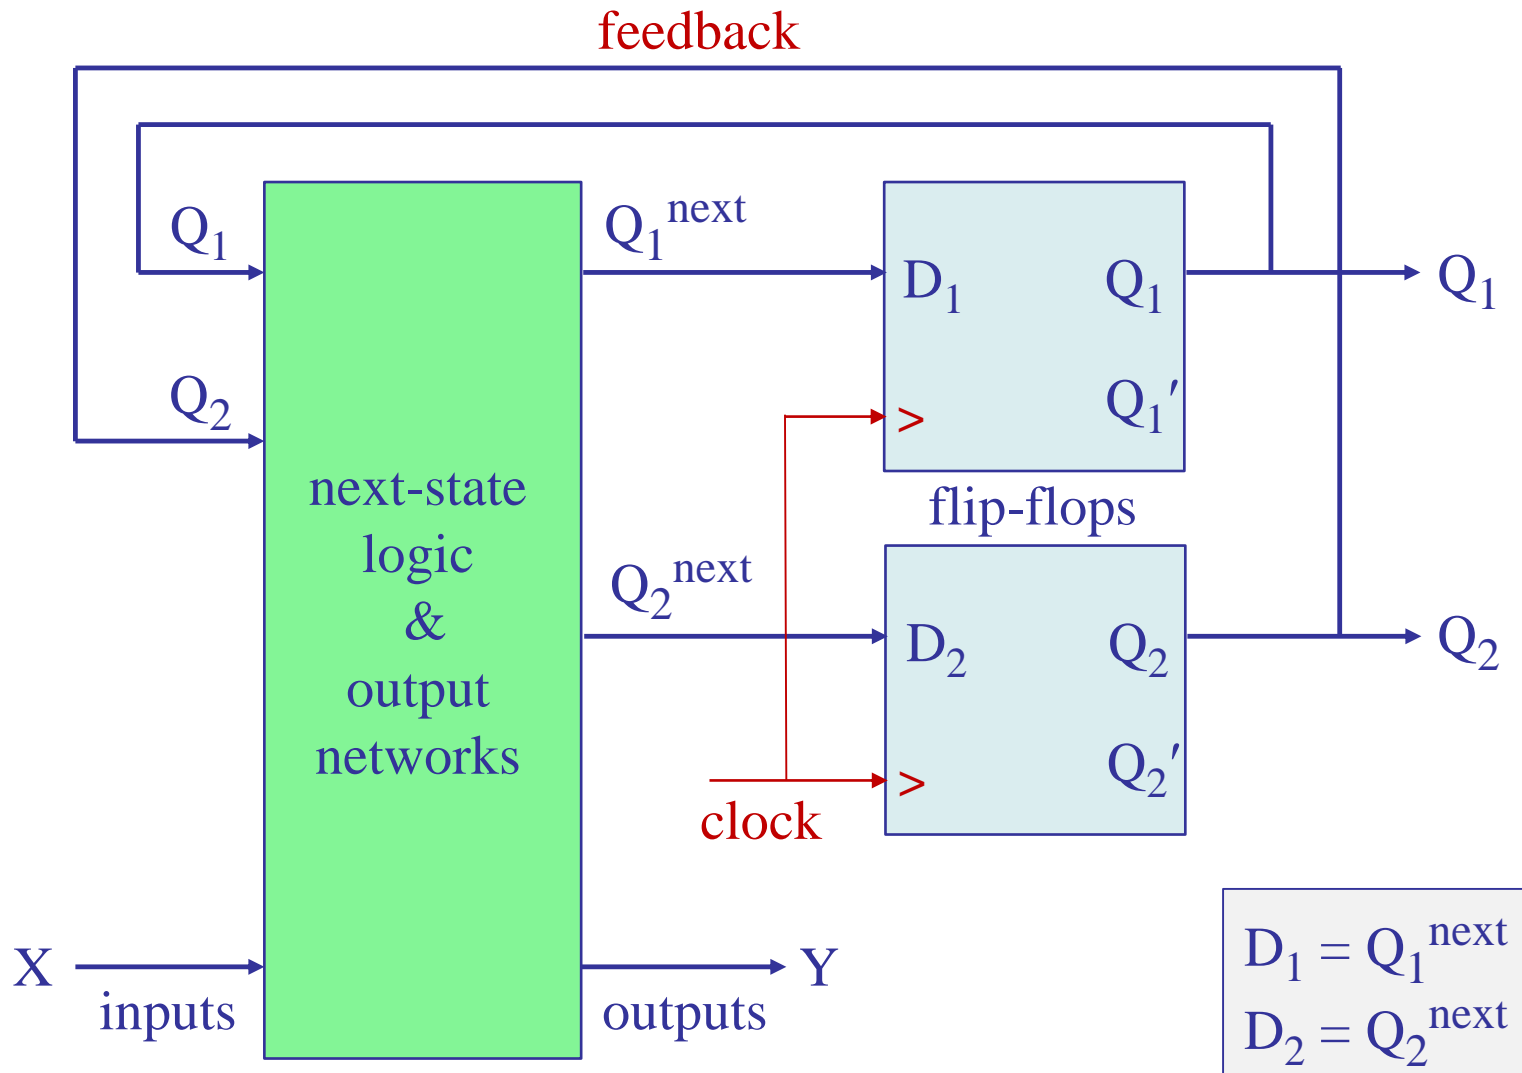 feedback
Q₁
Q₁ⁿᵉˣᵗ
D₁ Q₁
Q₁
Q₂
Q₁′
>
next-state
logic
&
output
networks
flip-flops
Q₂ⁿᵉˣᵗ
D₂ Q₂
Q₂
Q₂′
>
clock
X
inputs
Y
outputs
D₁ = Q₁ⁿᵉˣᵗ
D₂ = Q₂ⁿᵉˣᵗ